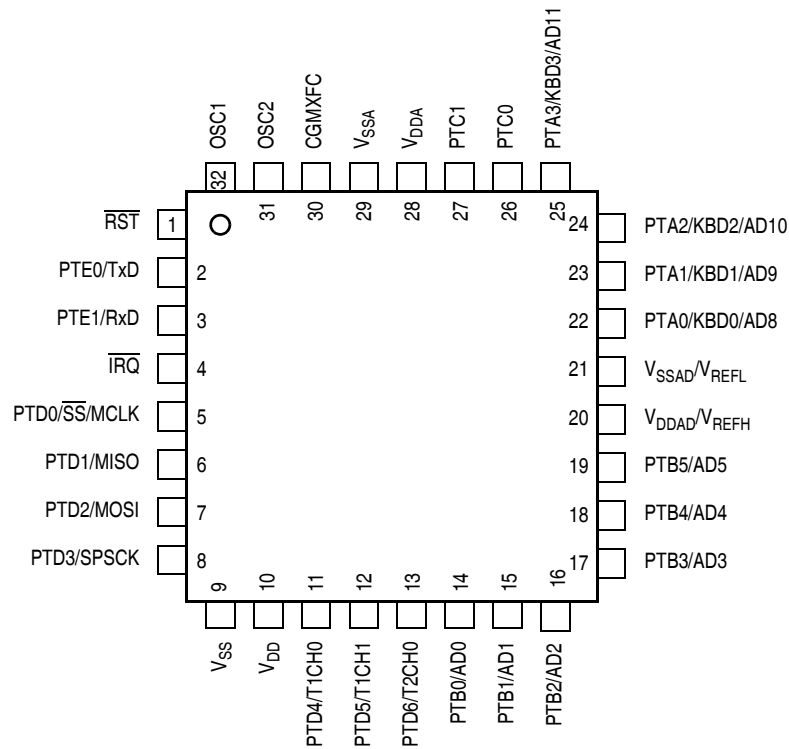 OSC1
OSC2
CGMXFC
VSSA
VDDA
PTC1
PTC0
PTA3/KBD3/AD11
32
31
30
29
28
27
26
25
RST
1
24
PTA2/KBD2/AD10
PTE0/TxD
2
23
PTA1/KBD1/AD9
PTE1/RxD
3
22
PTA0/KBD0/AD8
IRQ
4
21
VSSAD/VREFL
PTD0/SS/MCLK
5
20
VDDAD/VREFH
PTD1/MISO
6
19
PTB5/AD5
PTD2/MOSI
7
18
PTB4/AD4
PTD3/SPSCK
8
17
PTB3/AD3
9
10
11
12
13
14
15
16
VSS
VDD
PTD4/T1CH0
PTD5/T1CH1
PTD6/T2CH0
PTB0/AD0
PTB1/AD1
PTB2/AD2